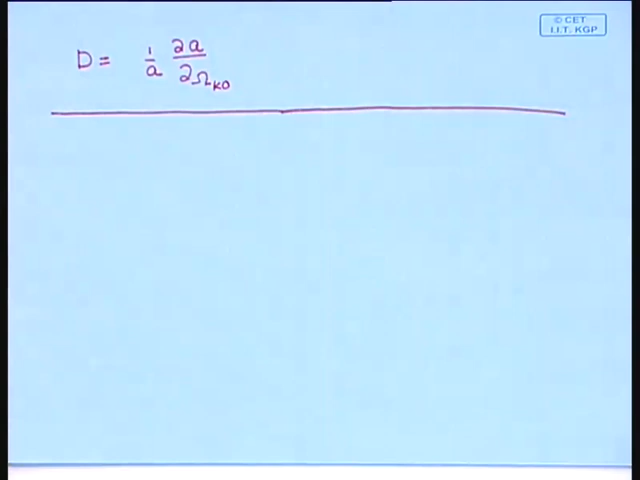 © CET
I.I.T. KGP
D = 1/a ∂a/∂Ω_K0